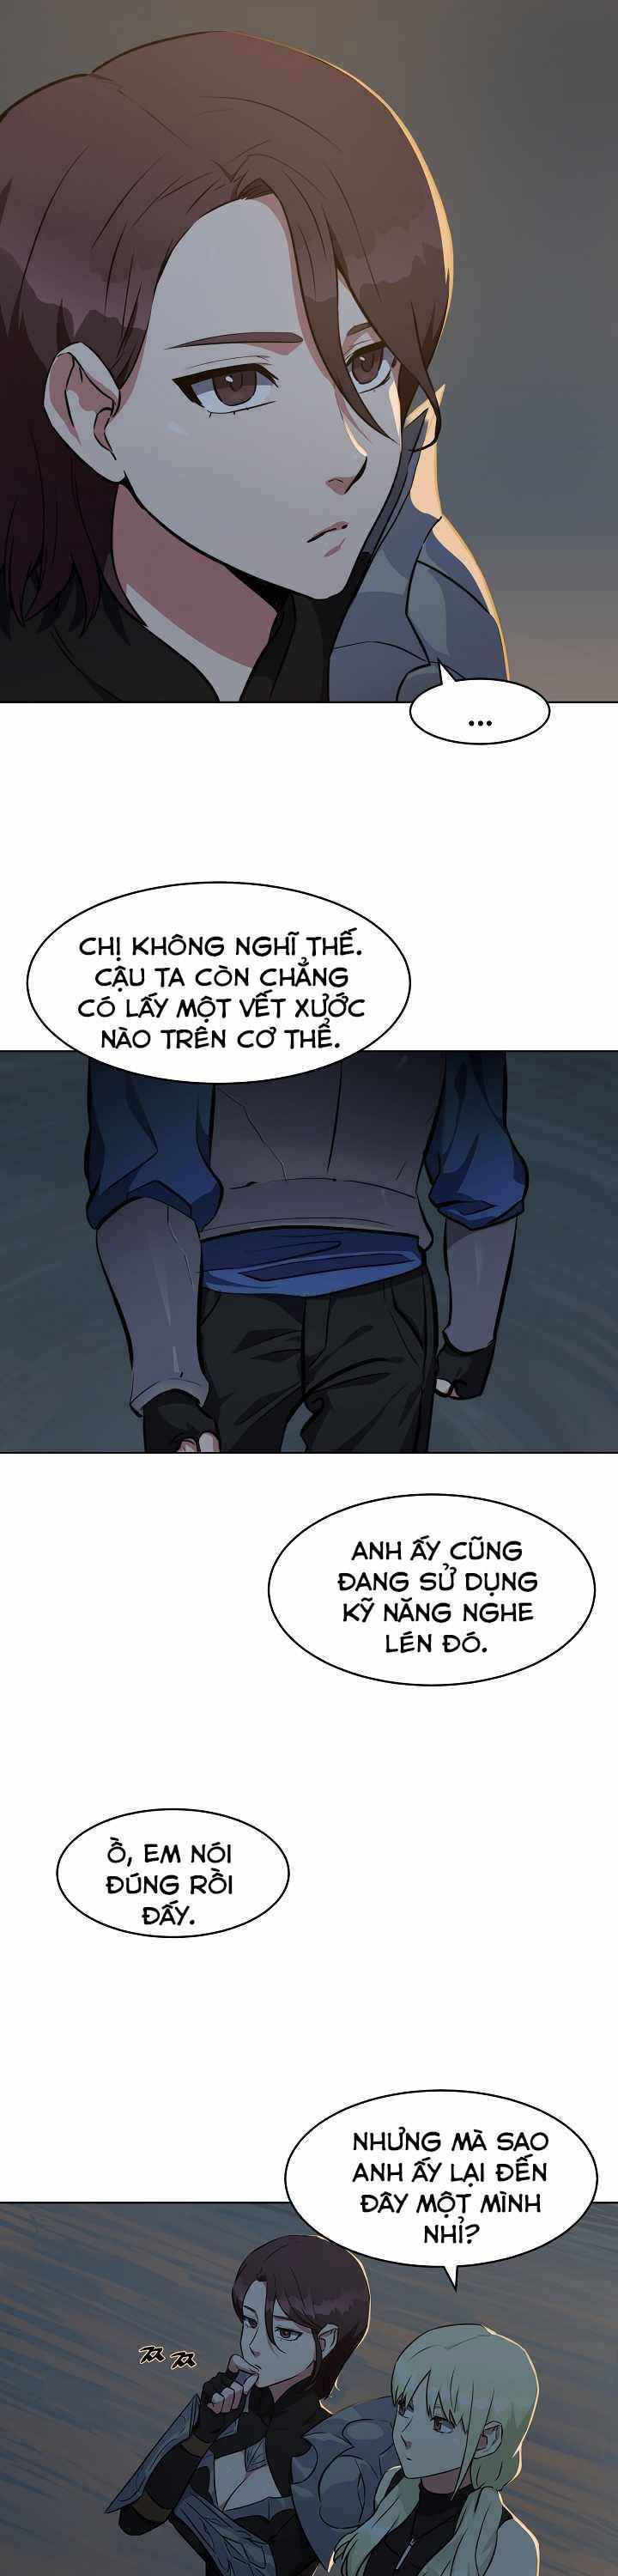 ...
CHỊ KHÔNG NGHĨ THẾ.
CẬU TA CÒN CHẲNG
CÓ LẤY MỘT VẾT XƯỚC
NÀO TRÊN CƠ THỂ.
ANH ẤY CŨNG
ĐANG SỬ DỤNG
KỸ NĂNG NGHE
LÉN ĐÓ.
Ồ, EM NÓI
ĐÚNG RỒI
ĐẤY.
NHƯNG MÀ SAO
ANH ẤY LẠI ĐẾN
ĐÂY MỘT MÌNH
NHỈ?